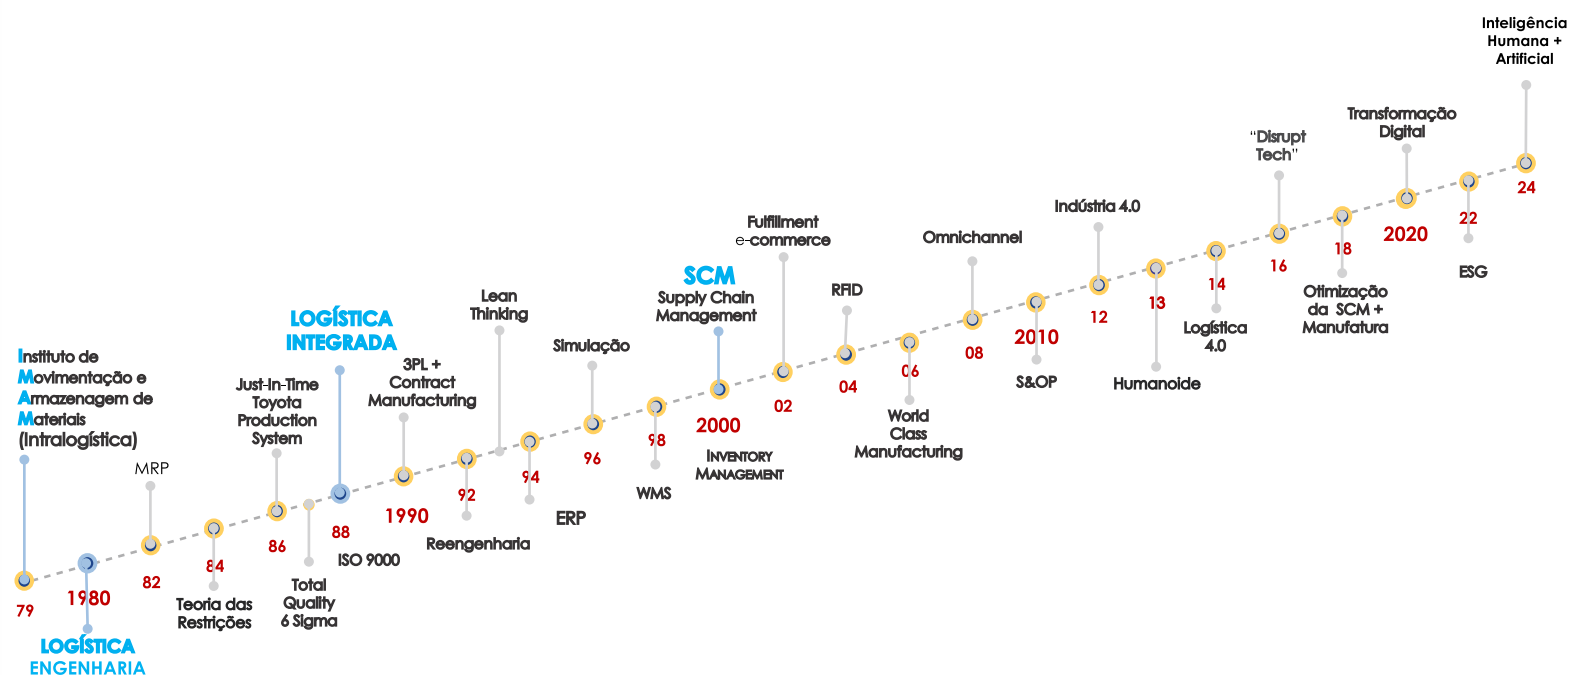 Instituto de
Movimentação e
Armazenagem de
Materiais
(Intralogística)
79
1980
LOGÍSTICA
ENGENHARIA
MRP
82
84
Teoria das
Restrições
Just-In-Time
Toyota
Production
System
86
Total
Quality
6 Sigma
LOGÍSTICA
INTEGRADA
88
ISO 9000
3PL +
Contract
Manufacturing
1990
92
Reengenharia
Lean
Thinking
94
ERP
Simulação
96
98
WMS
SCM
Supply Chain
Management
2000
INVENTORY
MANAGEMENT
Fulfillment
e-commerce
02
RFID
04
06
World
Class
Manufacturing
Omnichannel
08
2010
S&OP
Indústria 4.0
12
13
Humanoide
14
Logística
4.0
“Disrupt
Tech”
16
18
Otimização
da SCM +
Manufatura
Transformação
Digital
2020
22
ESG
Inteligência
Humana +
Artificial
24